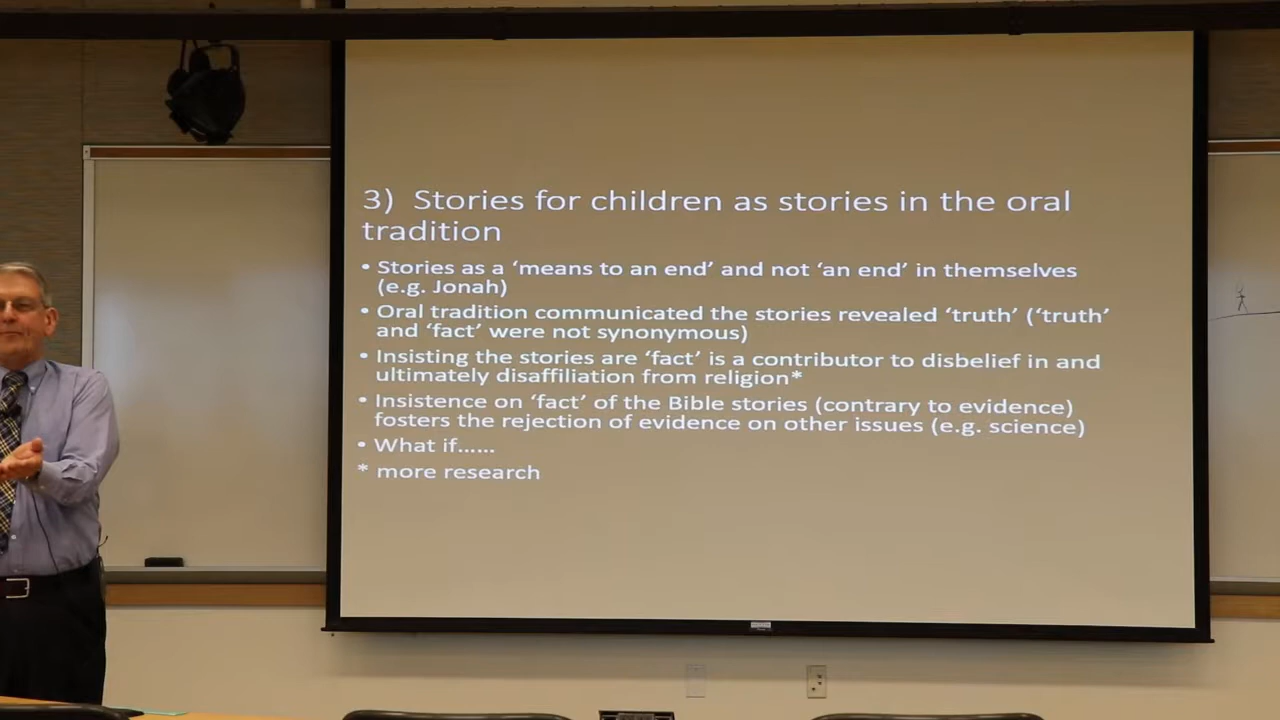 3)  Stories for children as stories in the oral
tradition
• Stories as a ‘means to an end’ and not ‘an end’ in themselves
(e.g. Jonah)
• Oral tradition communicated the stories revealed ‘truth’ (‘truth’
and ‘fact’ were not synonymous)
• Insisting the stories are ‘fact’ is a contributor to disbelief in and
ultimately disaffiliation from religion*
• Insistence on ‘fact’ of the Bible stories (contrary to evidence)
fosters the rejection of evidence on other issues (e.g. science)
• What if......
* more research